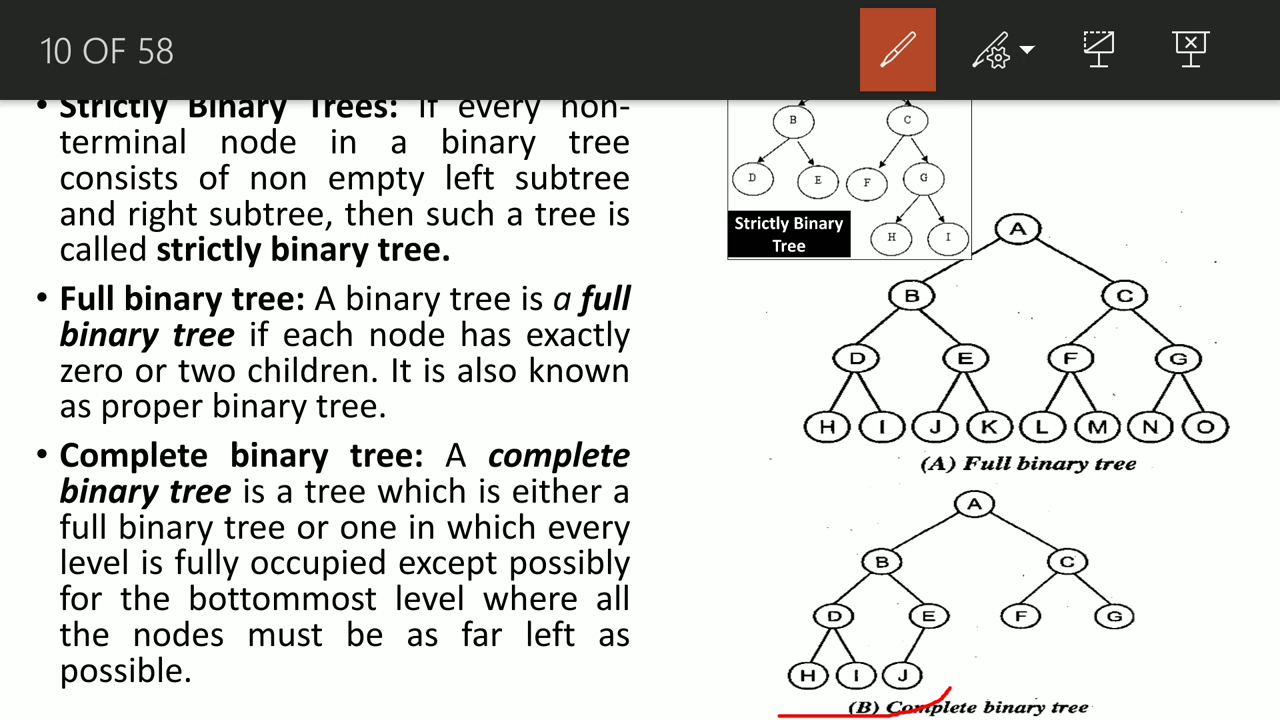 10 OF 58
• Strictly Binary Trees: If every non-
terminal node in a binary tree
consists of non empty left subtree
and right subtree, then such a tree is
called strictly binary tree.
• Full binary tree: A binary tree is a full
binary tree if each node has exactly
zero or two children. It is also known
as proper binary tree.
• Complete binary tree: A complete
binary tree is a tree which is either a
full binary tree or one in which every
level is fully occupied except possibly
for the bottommost level where all
the nodes must be as far left as
possible.
B C
D E F G
H I
Strictly Binary
Tree
A
B C
D E F G
H I J K L M N O
(A) Full binary tree
A
B C
D E F G
H I J
(B) Complete binary tree